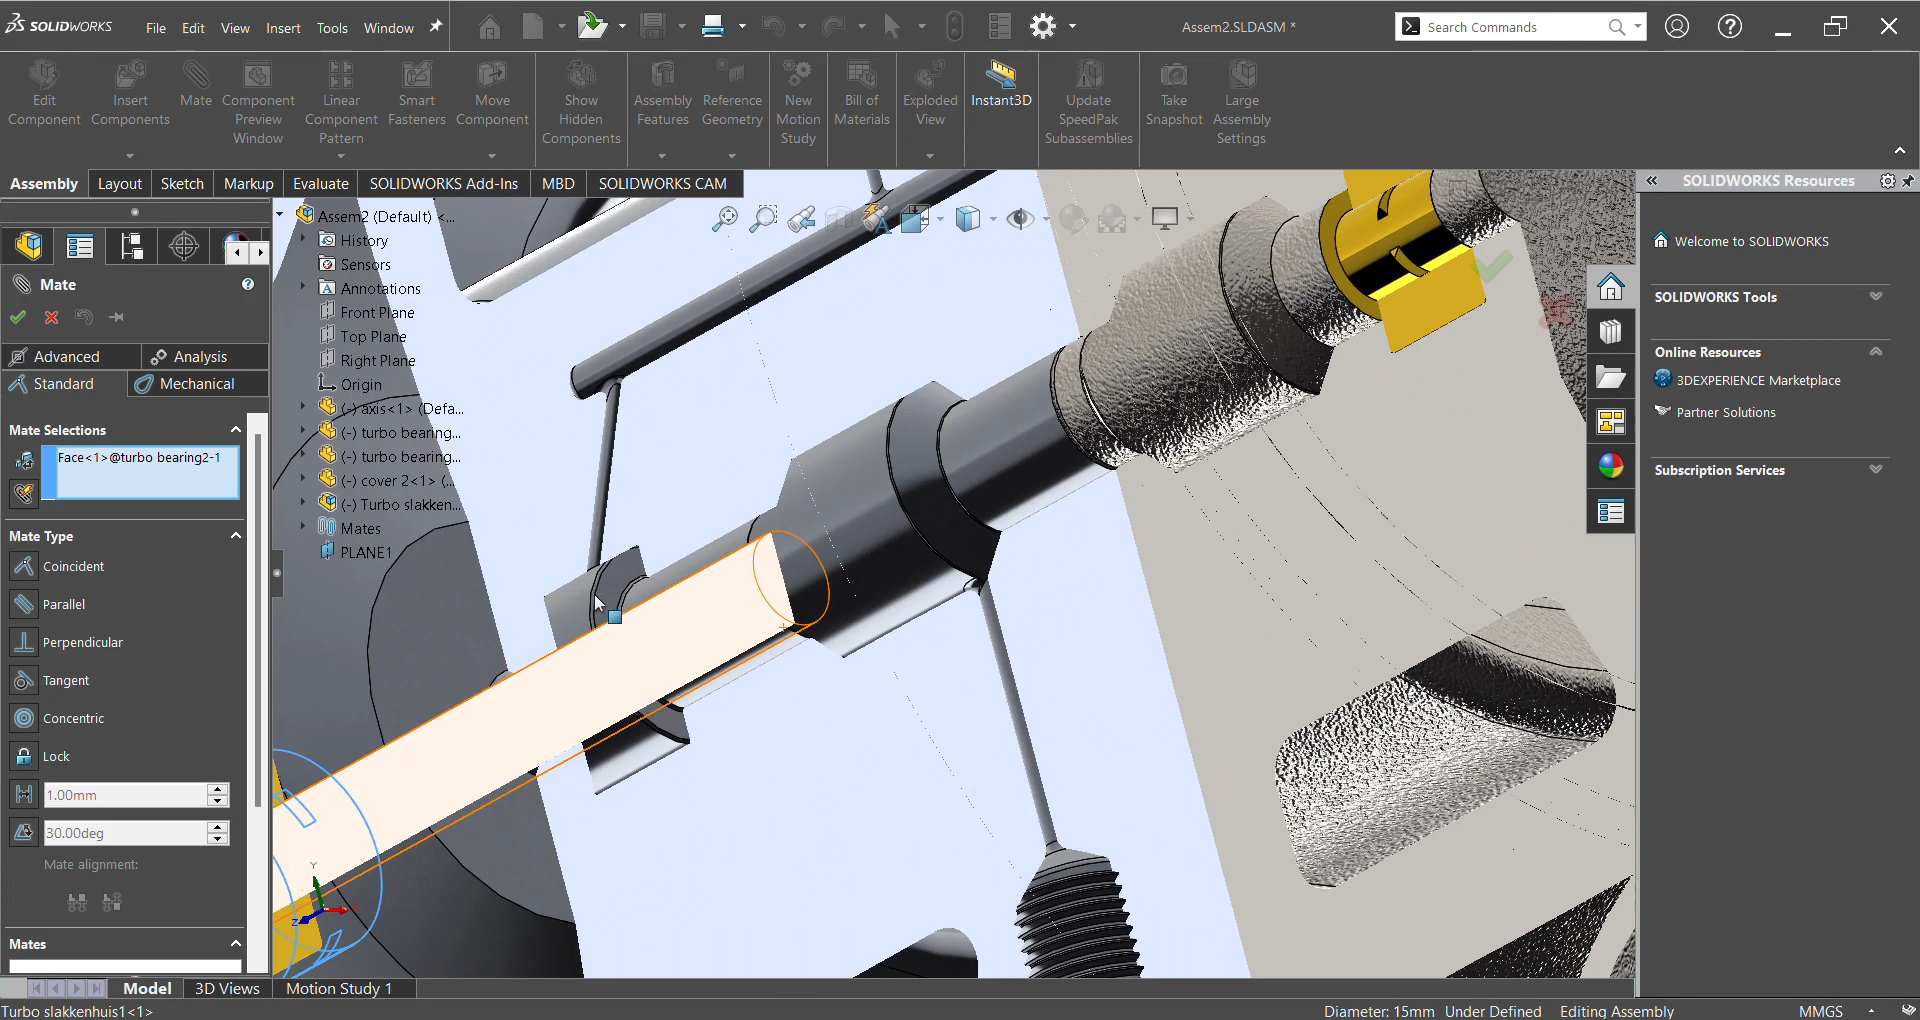 SOLIDWORKS File Edit View Insert Tools Window
Assem2.SLDASM *
Search Commands
Edit Component
Insert Components
Mate
Component Preview Window
Linear Component Pattern
Smart Fasteners
Move Component
Show Hidden Components
Assembly Features
Reference Geometry
New Motion Study
Bill of Materials
Exploded View
Instant3D
Update SpeedPak Subassemblies
Take Snapshot
Large Assembly Settings
Assembly Layout Sketch Markup Evaluate SOLIDWORKS Add-Ins MBD SOLIDWORKS CAM
SOLIDWORKS Resources
Assem2 (Default) <...
History
Sensors
Annotations
Front Plane
Top Plane
Right Plane
Origin
(-) axis<1> (Defa...
(-) turbo bearing...
(-) turbo bearing...
(-) cover 2<1> (...
(-) Turbo slakken...
Mates
PLANE1
Mate
Advanced Analysis
Standard Mechanical
Mate Selections
Face<1>@turbo bearing2-1
Mate Type
Coincident
Parallel
Perpendicular
Tangent
Concentric
Lock
1.00mm
30.00deg
Mate alignment:
Mates
Y
Z
Welcome to SOLIDWORKS
SOLIDWORKS Tools
Online Resources
3DEXPERIENCE Marketplace
Partner Solutions
Subscription Services
Model 3D Views Motion Study 1
Turbo slakkenhuis1<1>
Diameter: 15mm Under Defined Editing Assembly MMGS